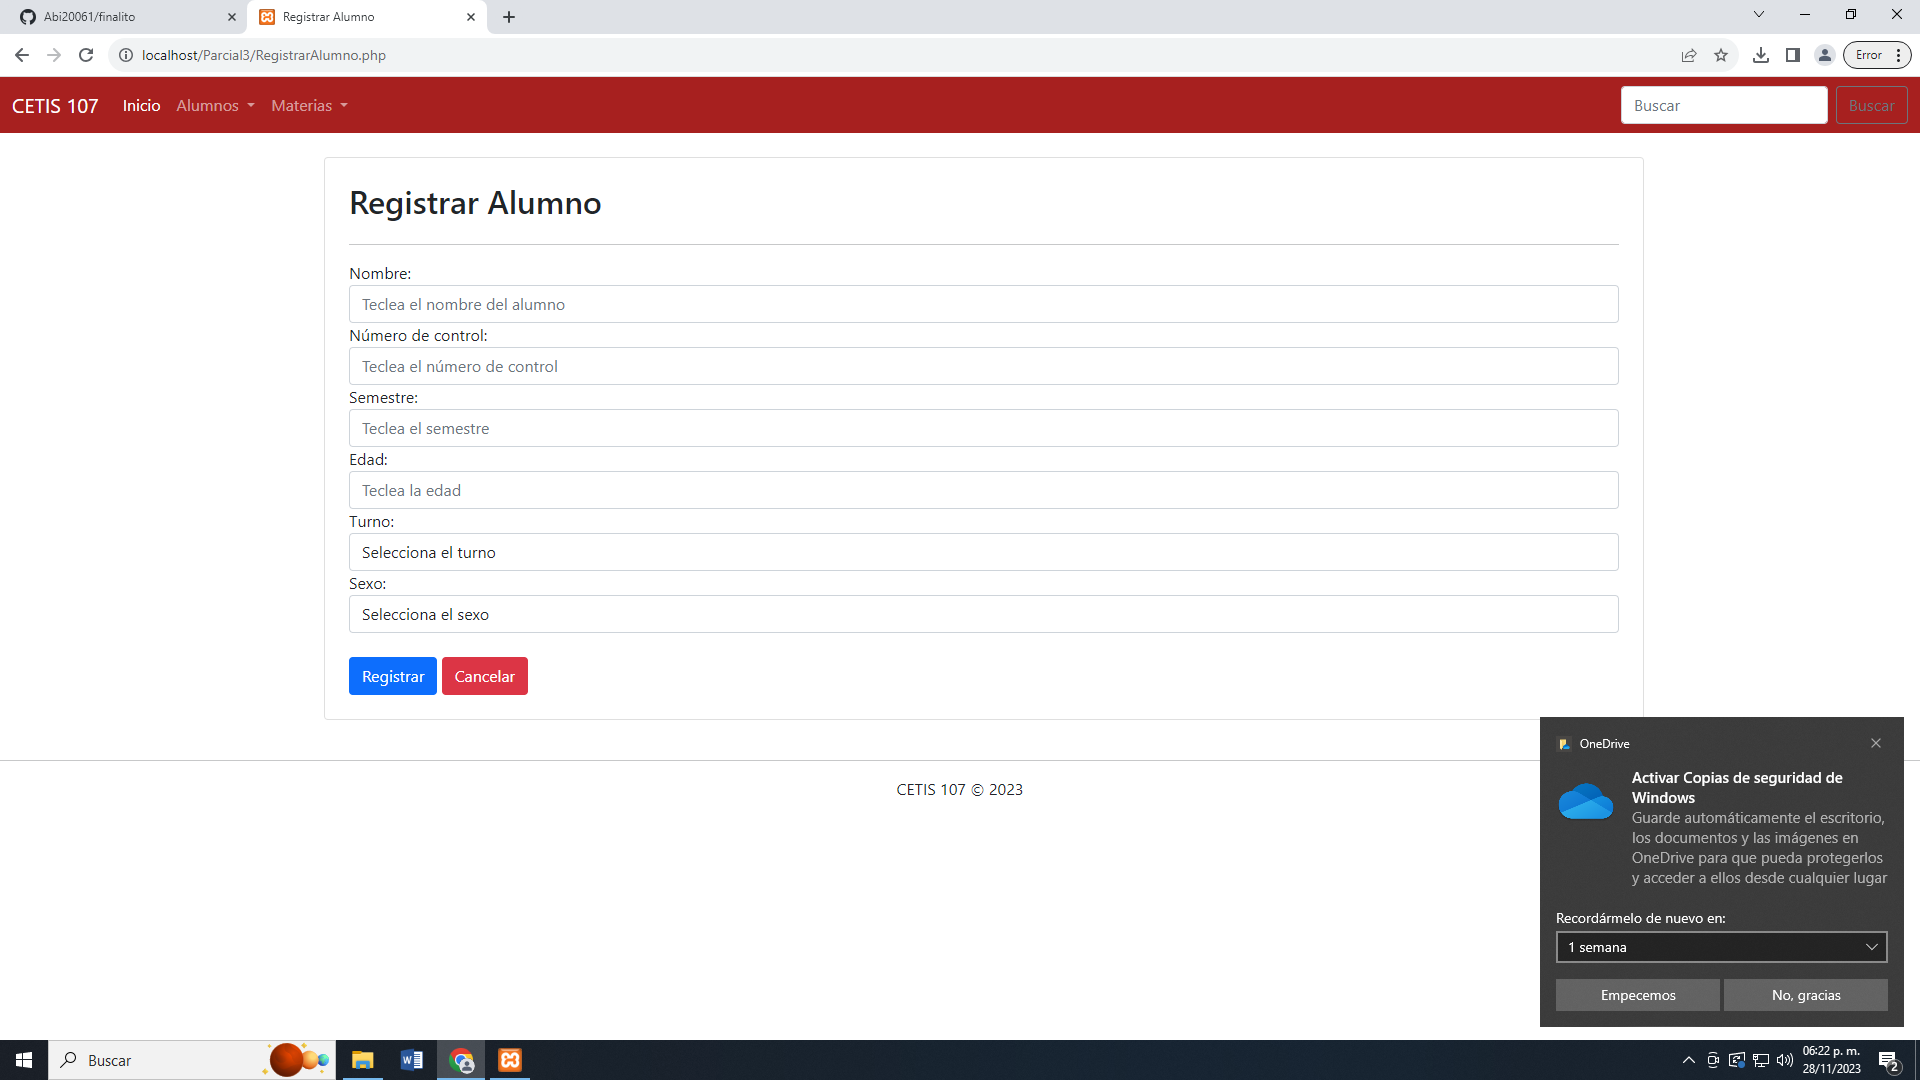 Abi20061/finalito
Registrar Alumno
localhost/Parcial3/RegistrarAlumno.php
Error
CETIS 107
Inicio
Alumnos
Materias
Buscar
Buscar
Registrar Alumno
Nombre:
Teclea el nombre del alumno
Número de control:
Teclea el número de control
Semestre:
Teclea el semestre
Edad:
Teclea la edad
Turno:
Selecciona el turno
Sexo:
Selecciona el sexo
Registrar
Cancelar
CETIS 107 © 2023
OneDrive
Activar Copias de seguridad de
Windows
Guarde automáticamente el escritorio,
los documentos y las imágenes en
OneDrive para que pueda protegerlos
y acceder a ellos desde cualquier lugar
Recordármelo de nuevo en:
1 semana
Empecemos
No, gracias
Buscar
06:22 p. m.
28/11/2023
2